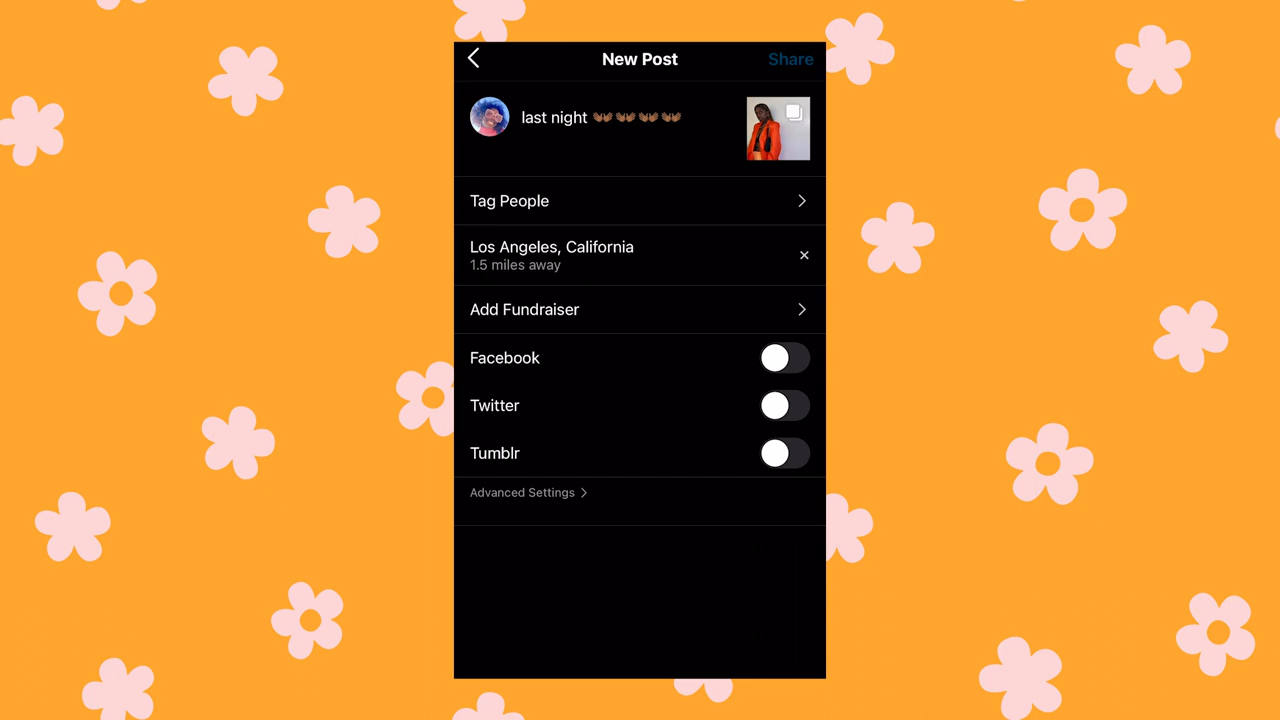 New Post
Share
last night 👐🏾 👐🏾 👐🏾 👐🏾
Tag People
Los Angeles, California
1.5 miles away
Add Fundraiser
Facebook
Twitter
Tumblr
Advanced Settings